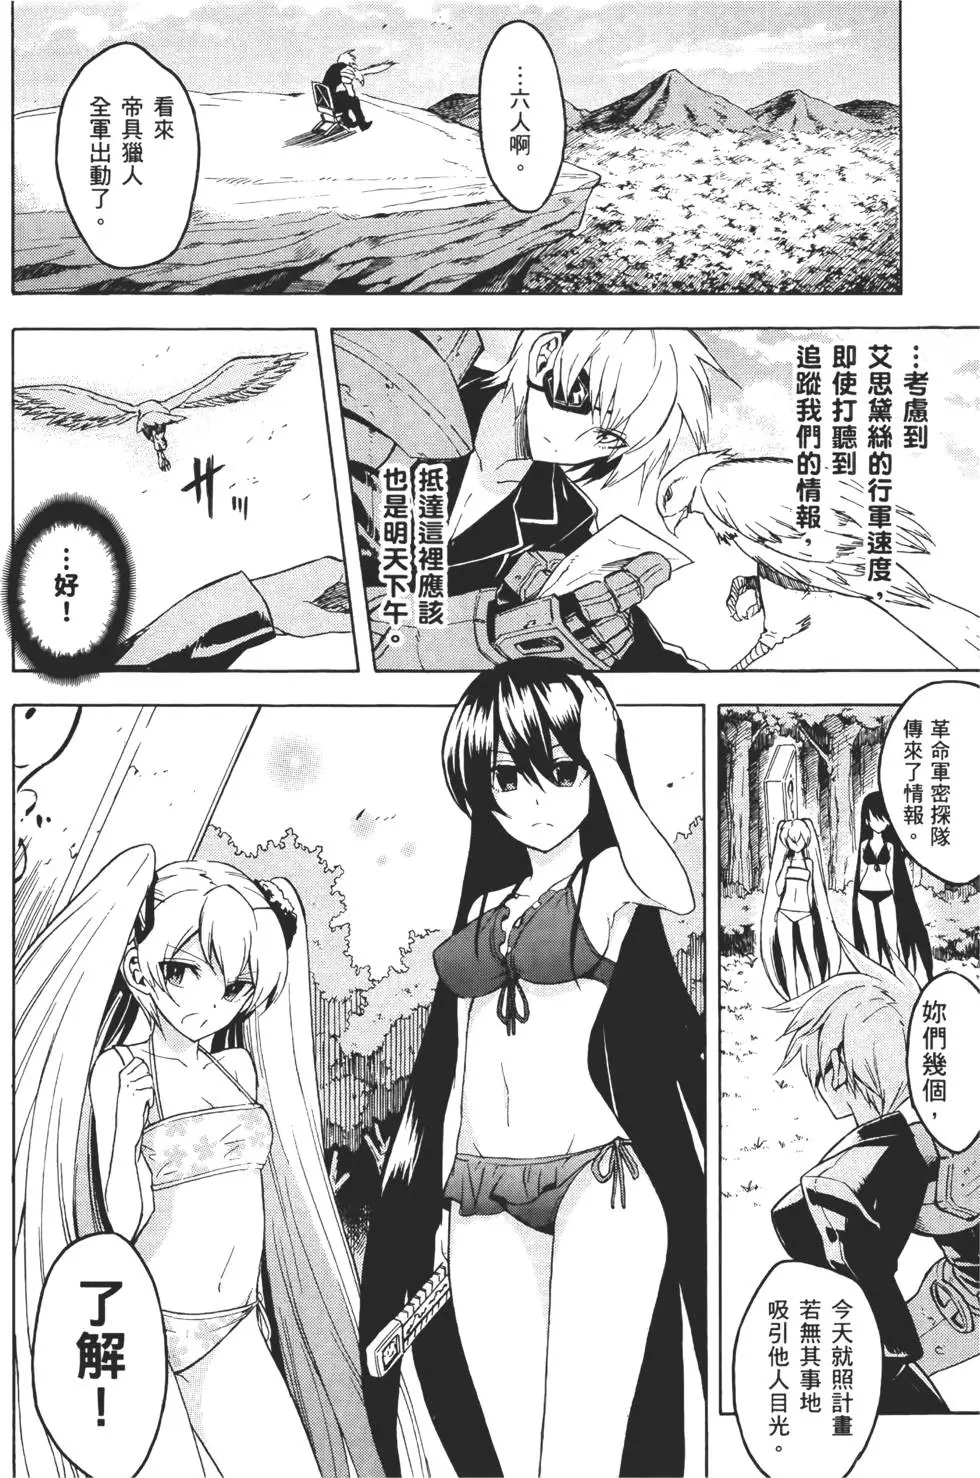 …六人啊。
看來
帝具獵人
全軍出動了。
…考慮到
艾思黛絲的行軍速度，
即使打聽到
追蹤我們的情報，
抵達這裡應該
也是明天下午。
…好！
革命軍密探隊
傳來了情報。
妳們幾個，
今天就照計畫
若無其事地
吸引他人目光。
了解！